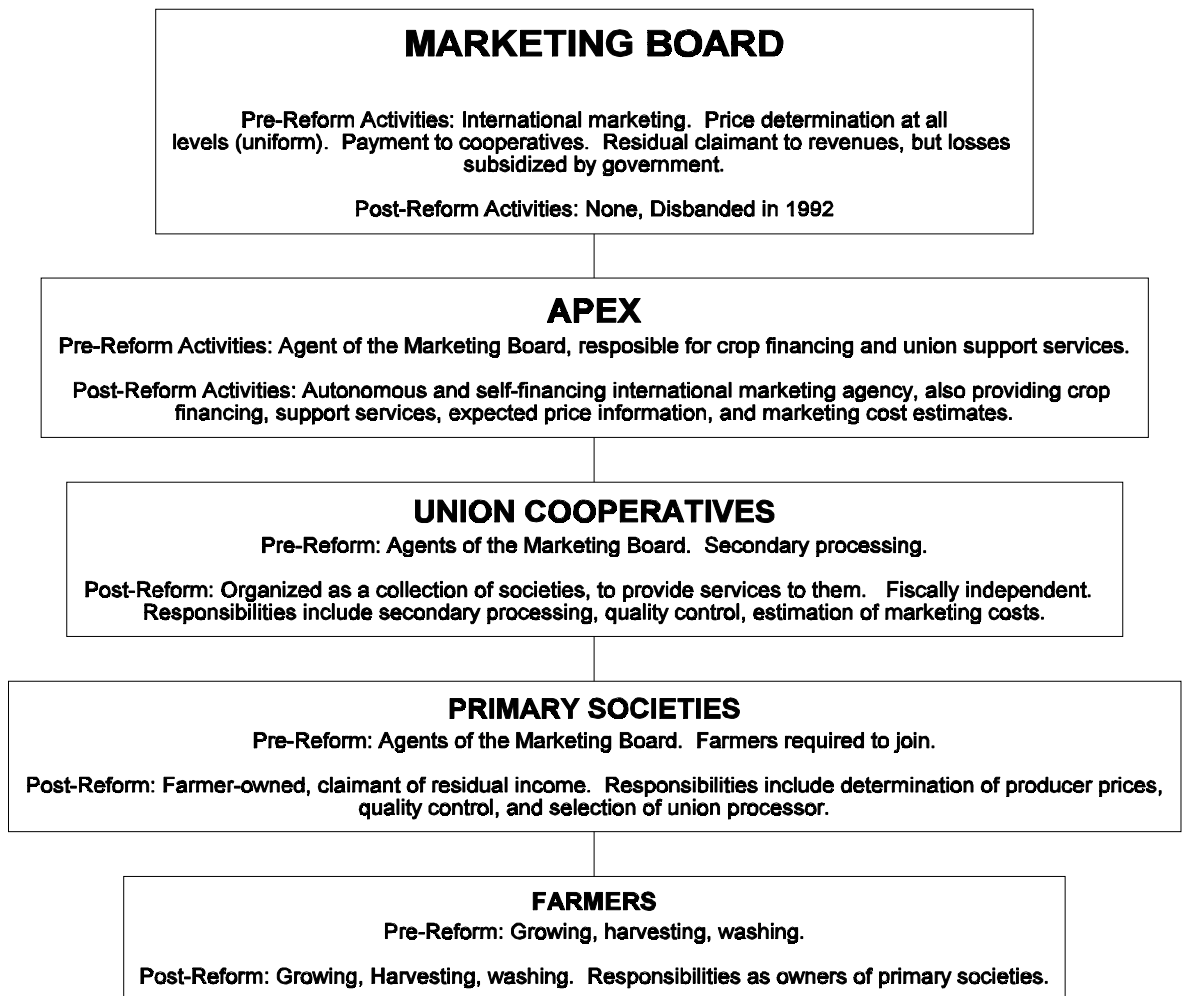 MARKETING BOARD
Pre-Reform Activities: International marketing.  Price determination at all
levels (uniform).  Payment to cooperatives.  Residual claimant to revenues, but losses
subsidized by government.
Post-Reform Activities: None, Disbanded in 1992
APEX
Pre-Reform Activities: Agent of the Marketing Board, resposible for crop financing and union support services.
Post-Reform Activities: Autonomous and self-financing international marketing agency, also providing crop
financing, support services, expected price information, and marketing cost estimates.
UNION COOPERATIVES
Pre-Reform: Agents of the Marketing Board.  Secondary processing.
Post-Reform: Organized as a collection of societies, to provide services to them.   Fiscally independent.
Responsibilities include secondary processing, quality control, estimation of marketing costs.
PRIMARY SOCIETIES
Pre-Reform: Agents of the Marketing Board.  Farmers required to join.
Post-Reform: Farmer-owned, claimant of residual income.  Responsibilities include determination of producer prices,
quality control, and selection of union processor.
FARMERS
Pre-Reform: Growing, harvesting, washing.
Post-Reform: Growing, Harvesting, washing.  Responsibilities as owners of primary societies.